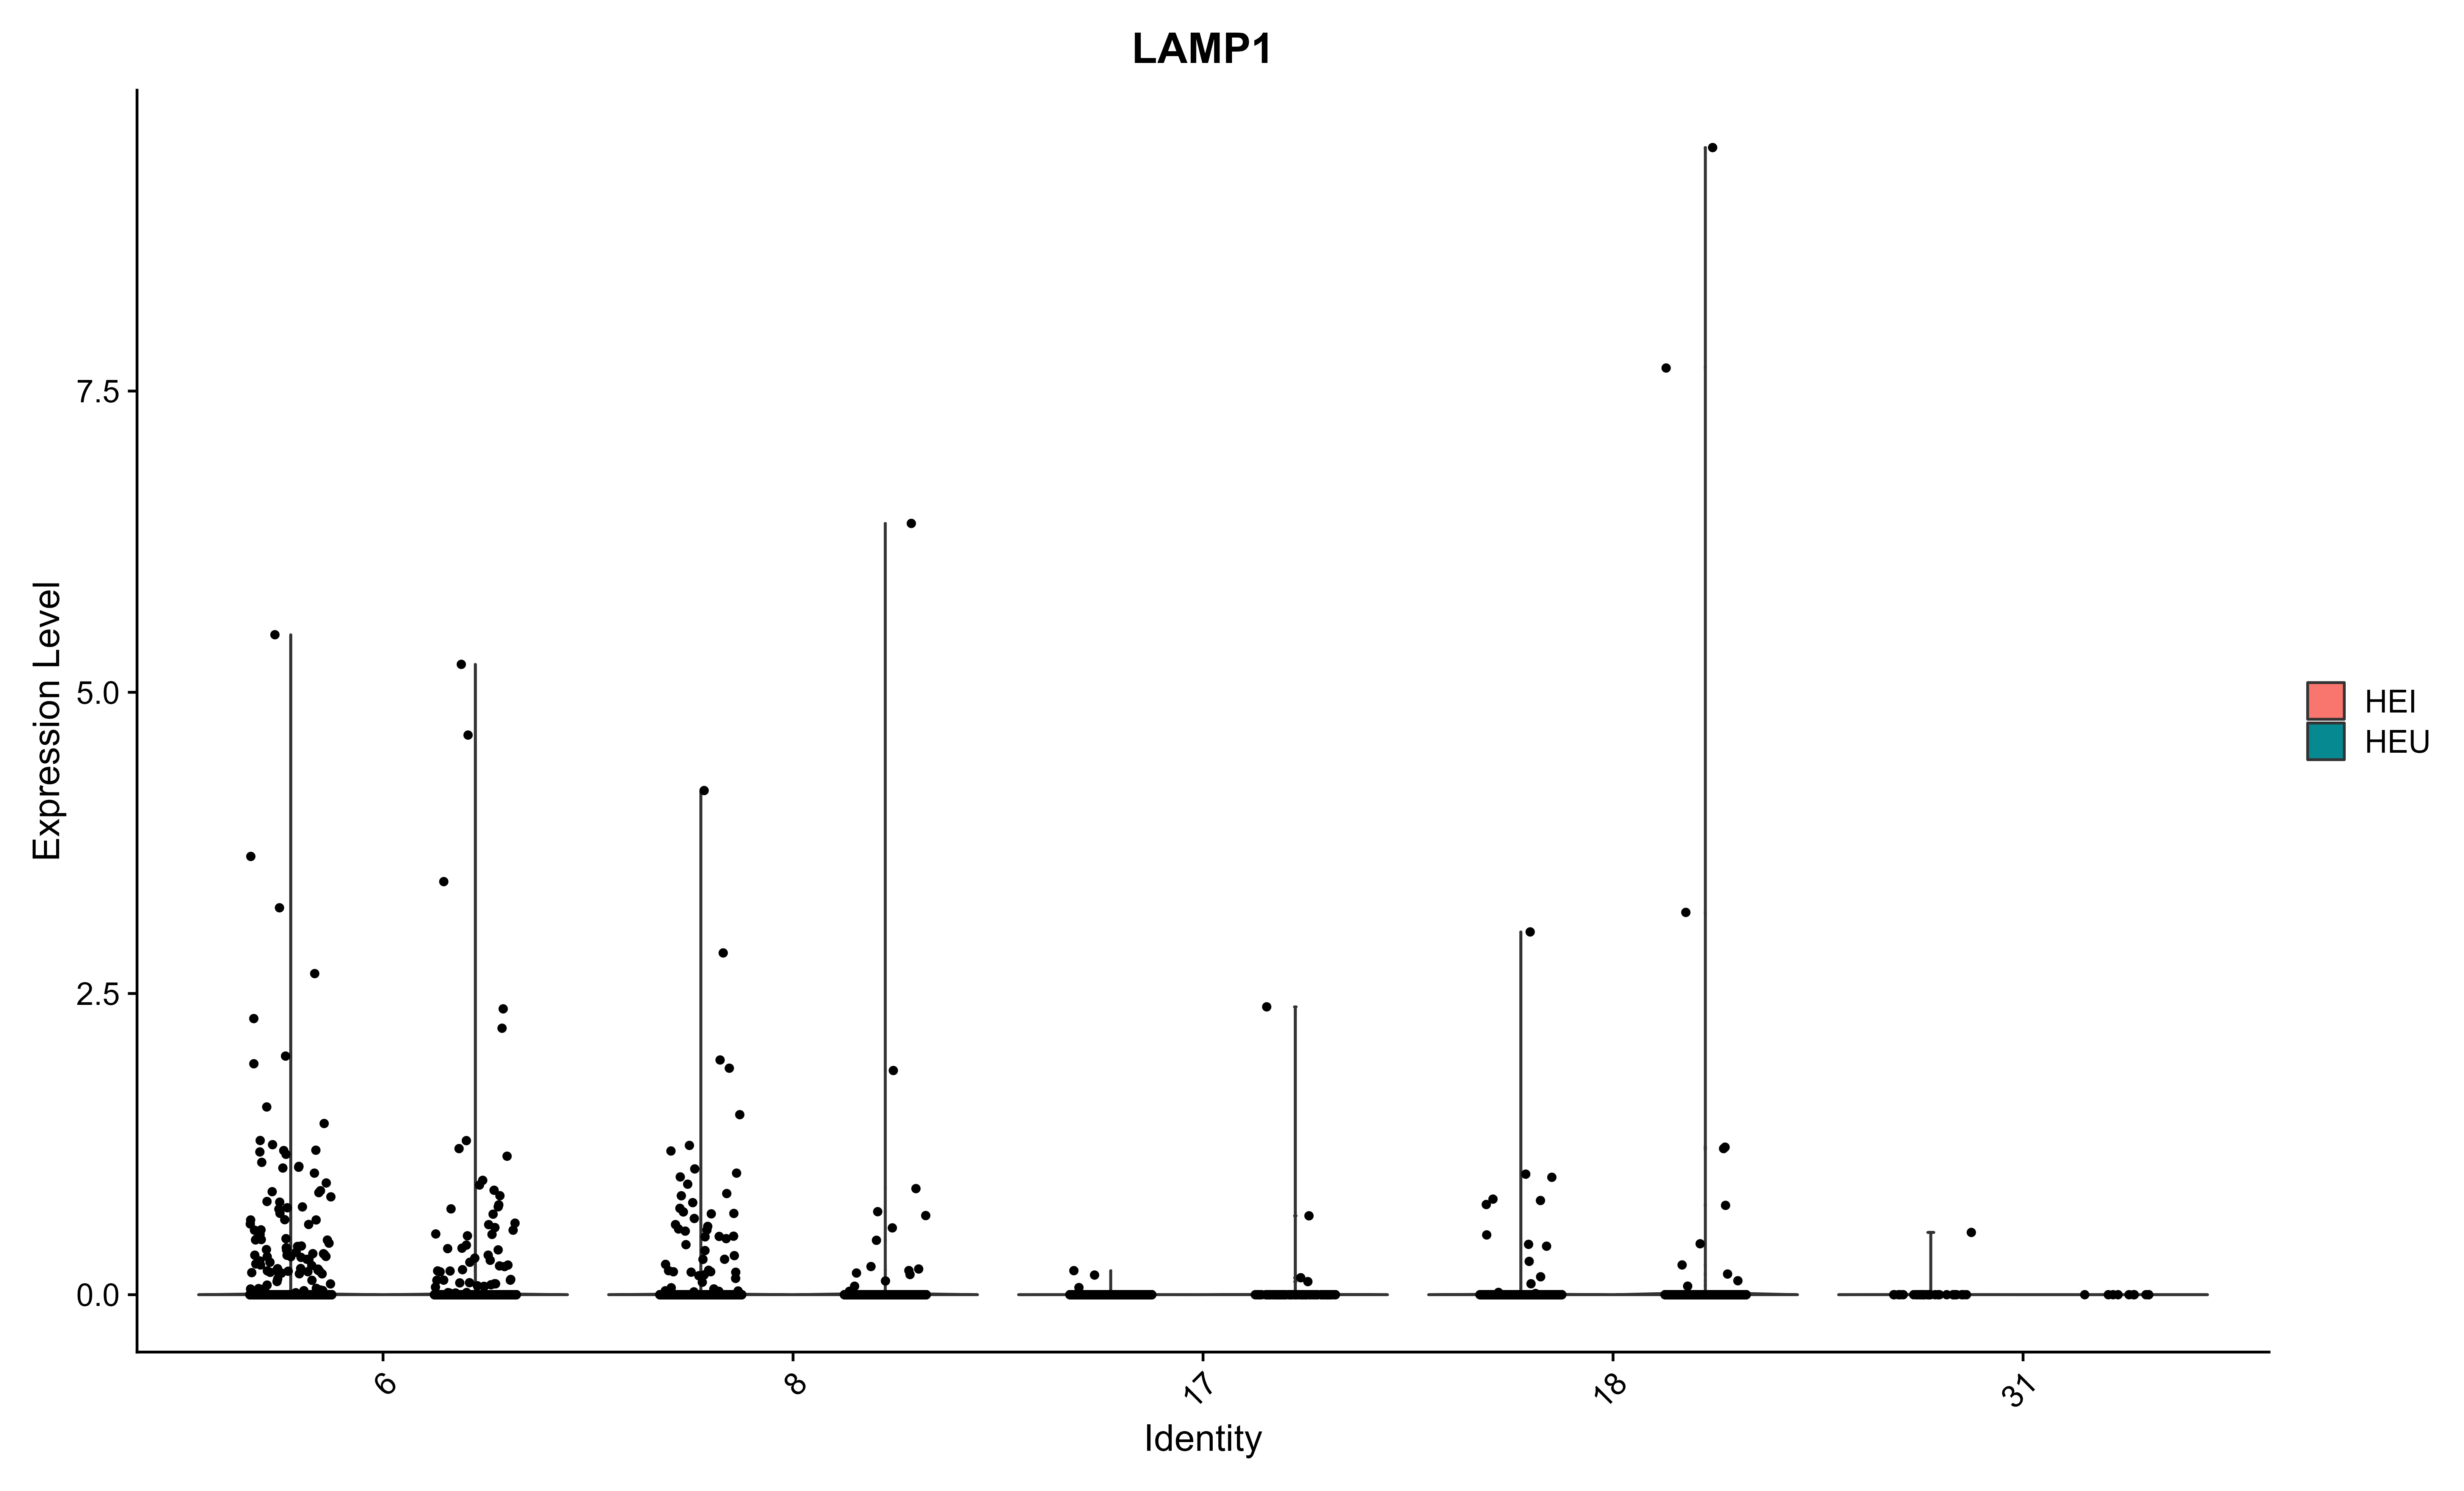 LAMP1
Expression Level
7.5
5.0
2.5
0.0
6
8
17
18
31
Identity
HEI
HEU